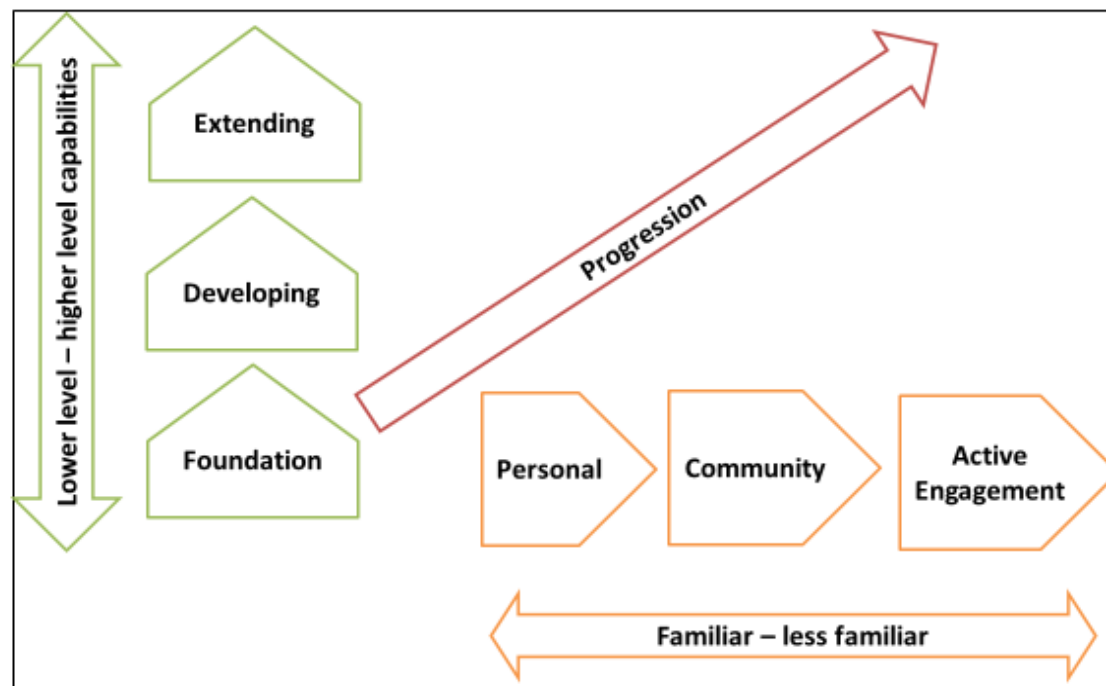 Lower level – higher level capabilities
Extending
Developing
Foundation
Progression
Personal
Community
Active
Engagement
Familiar – less familiar